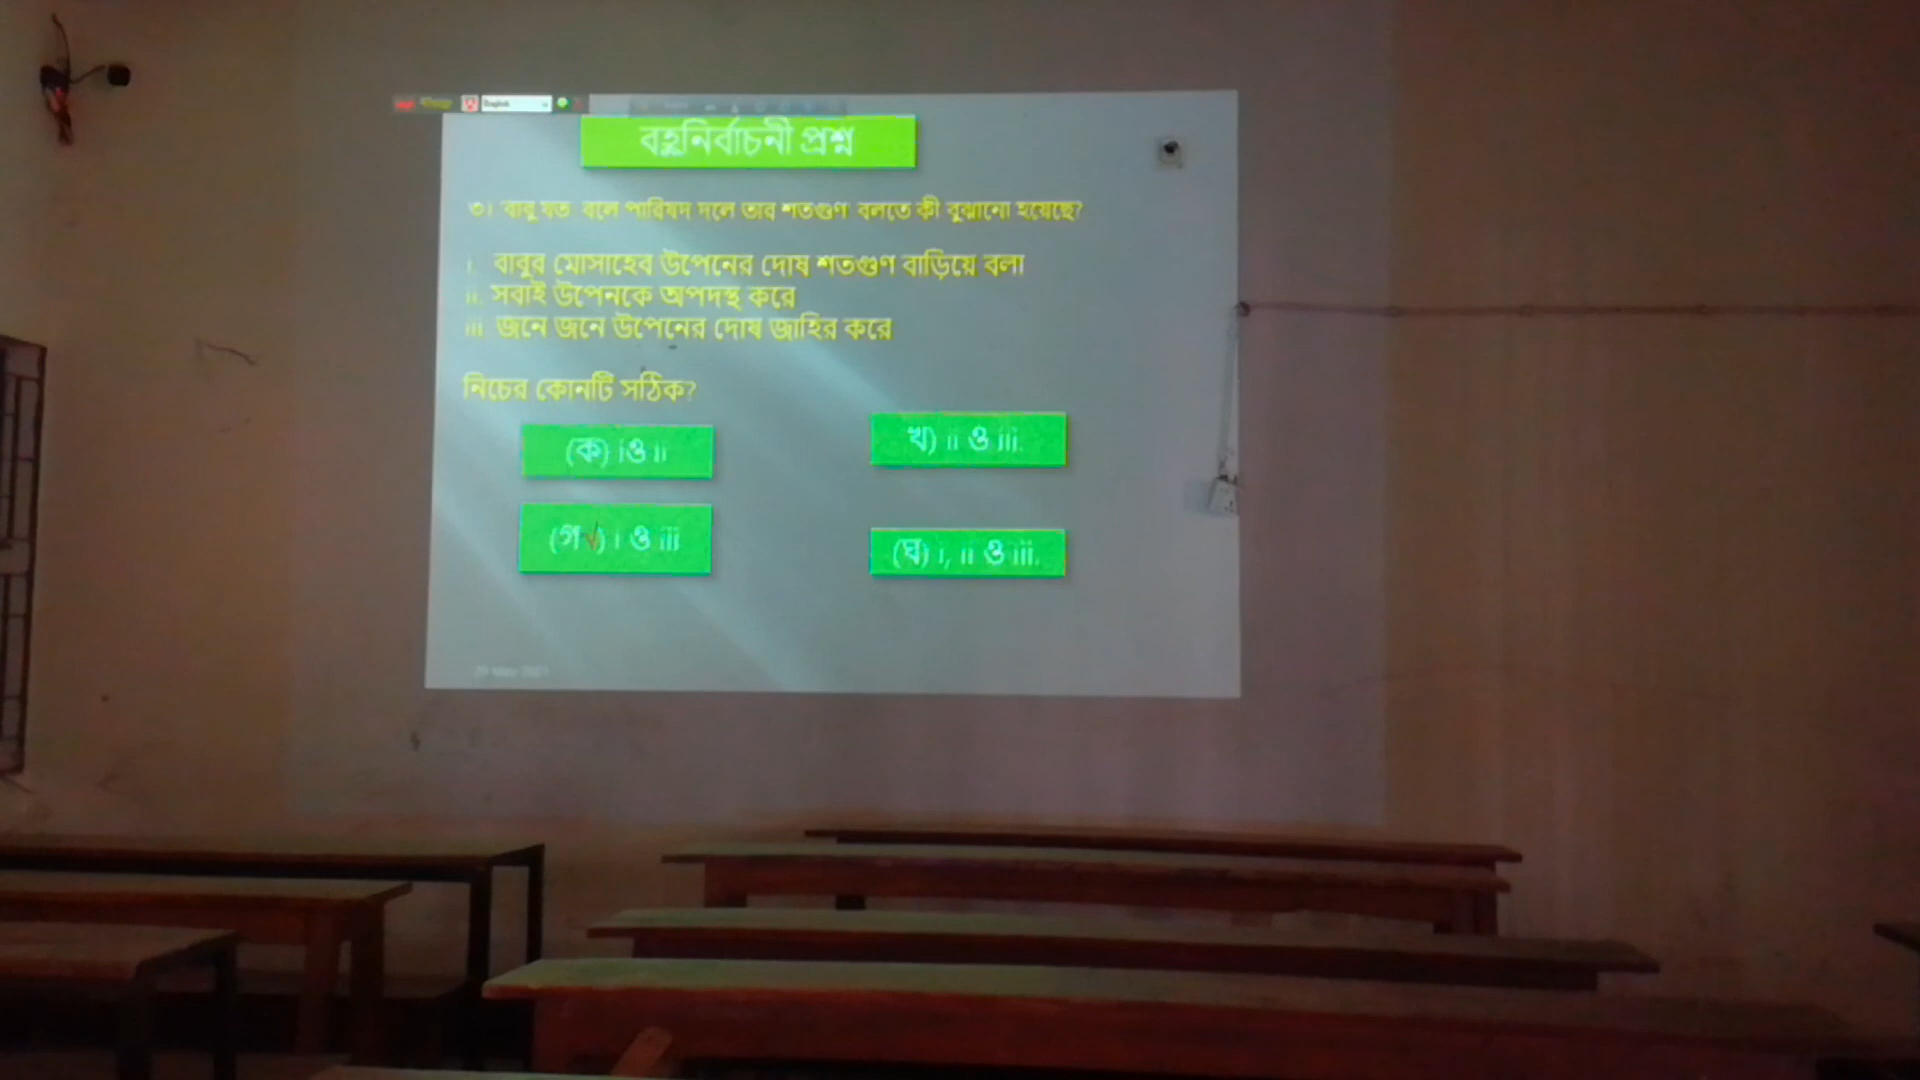 English
বহুনির্বাচনী প্রশ্ন
৩। 'বাবু যত বলে পারিষদ দলে তার শতগুণ' বলতে কী বুঝানো হয়েছে?
i. বাবুর মোসাহেব উপেনের দোষ শতগুণ বাড়িয়ে বলা
ii. সবাই উপেনকে অপদস্থ করে
iii. জনে জনে উপেনের দোষ জাহির করে
নিচের কোনটি সঠিক?
(ক) i ও ii
খ) ii ও iii.
(গ√) i ও iii
(ঘ) i, ii ও iii.